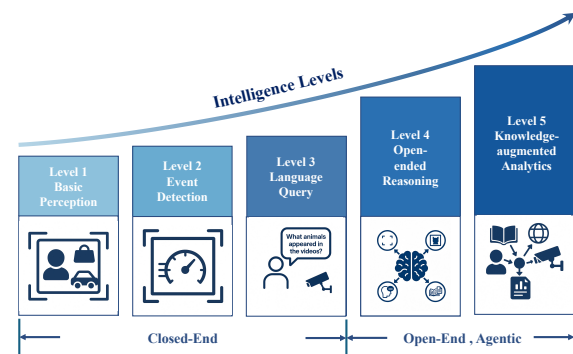 Intelligence Levels
Level 1
Basic
Perception
Level 2
Event
Detection
Level 3
Language
Query
Level 4
Open-
ended
Reasoning
Level 5
Knowledge-
augmented
Analytics
What animals
appeared in
the videos?
Closed-End
Open-End , Agentic